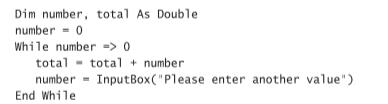 Dim number, total As Double
number = 0
While number => 0
total = total + number
number = InputBox("Please enter another value")
End While